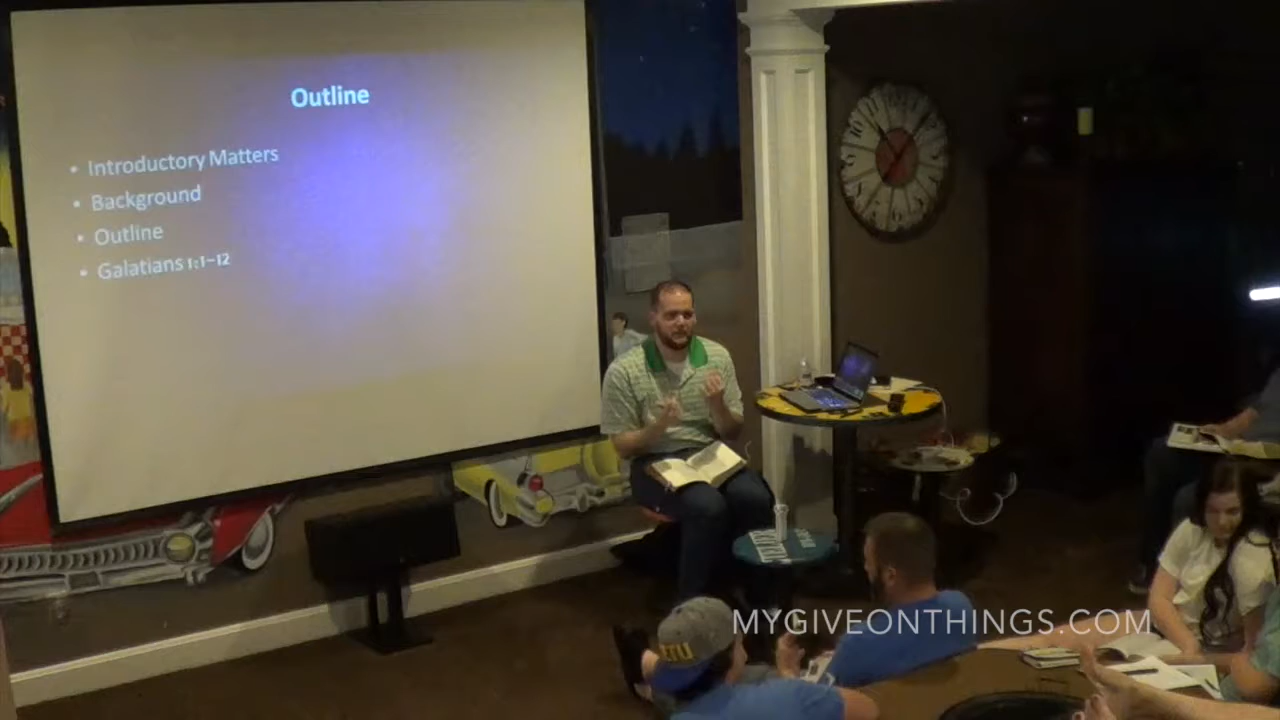 Outline
• Introductory Matters
• Background
• Outline
• Galatians 1:1-12
MYGIVEONTHINGS.COM